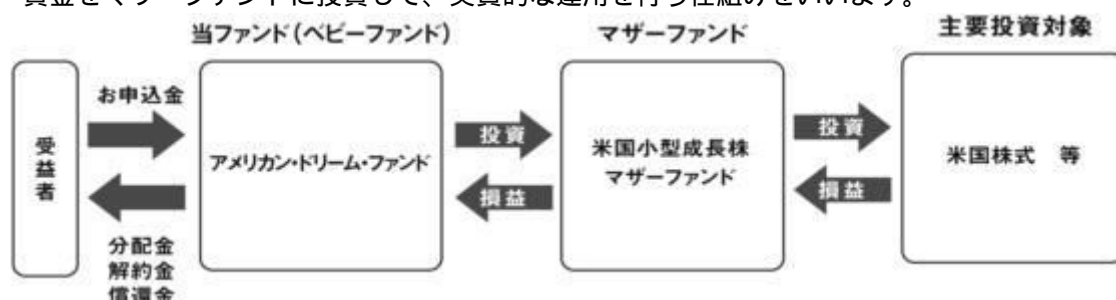 資金をマザーファンドに投資して、実質的な運用を行う仕組みをいいます。
当ファンド(ベビーファンド)
マザーファンド
主要投資対象
受益者
お申込金
分配金
解約金
償還金
アメリカン・ドリーム・ファンド
投資
損益
米国小型成長株
マザーファンド
投資
損益
米国株式 等